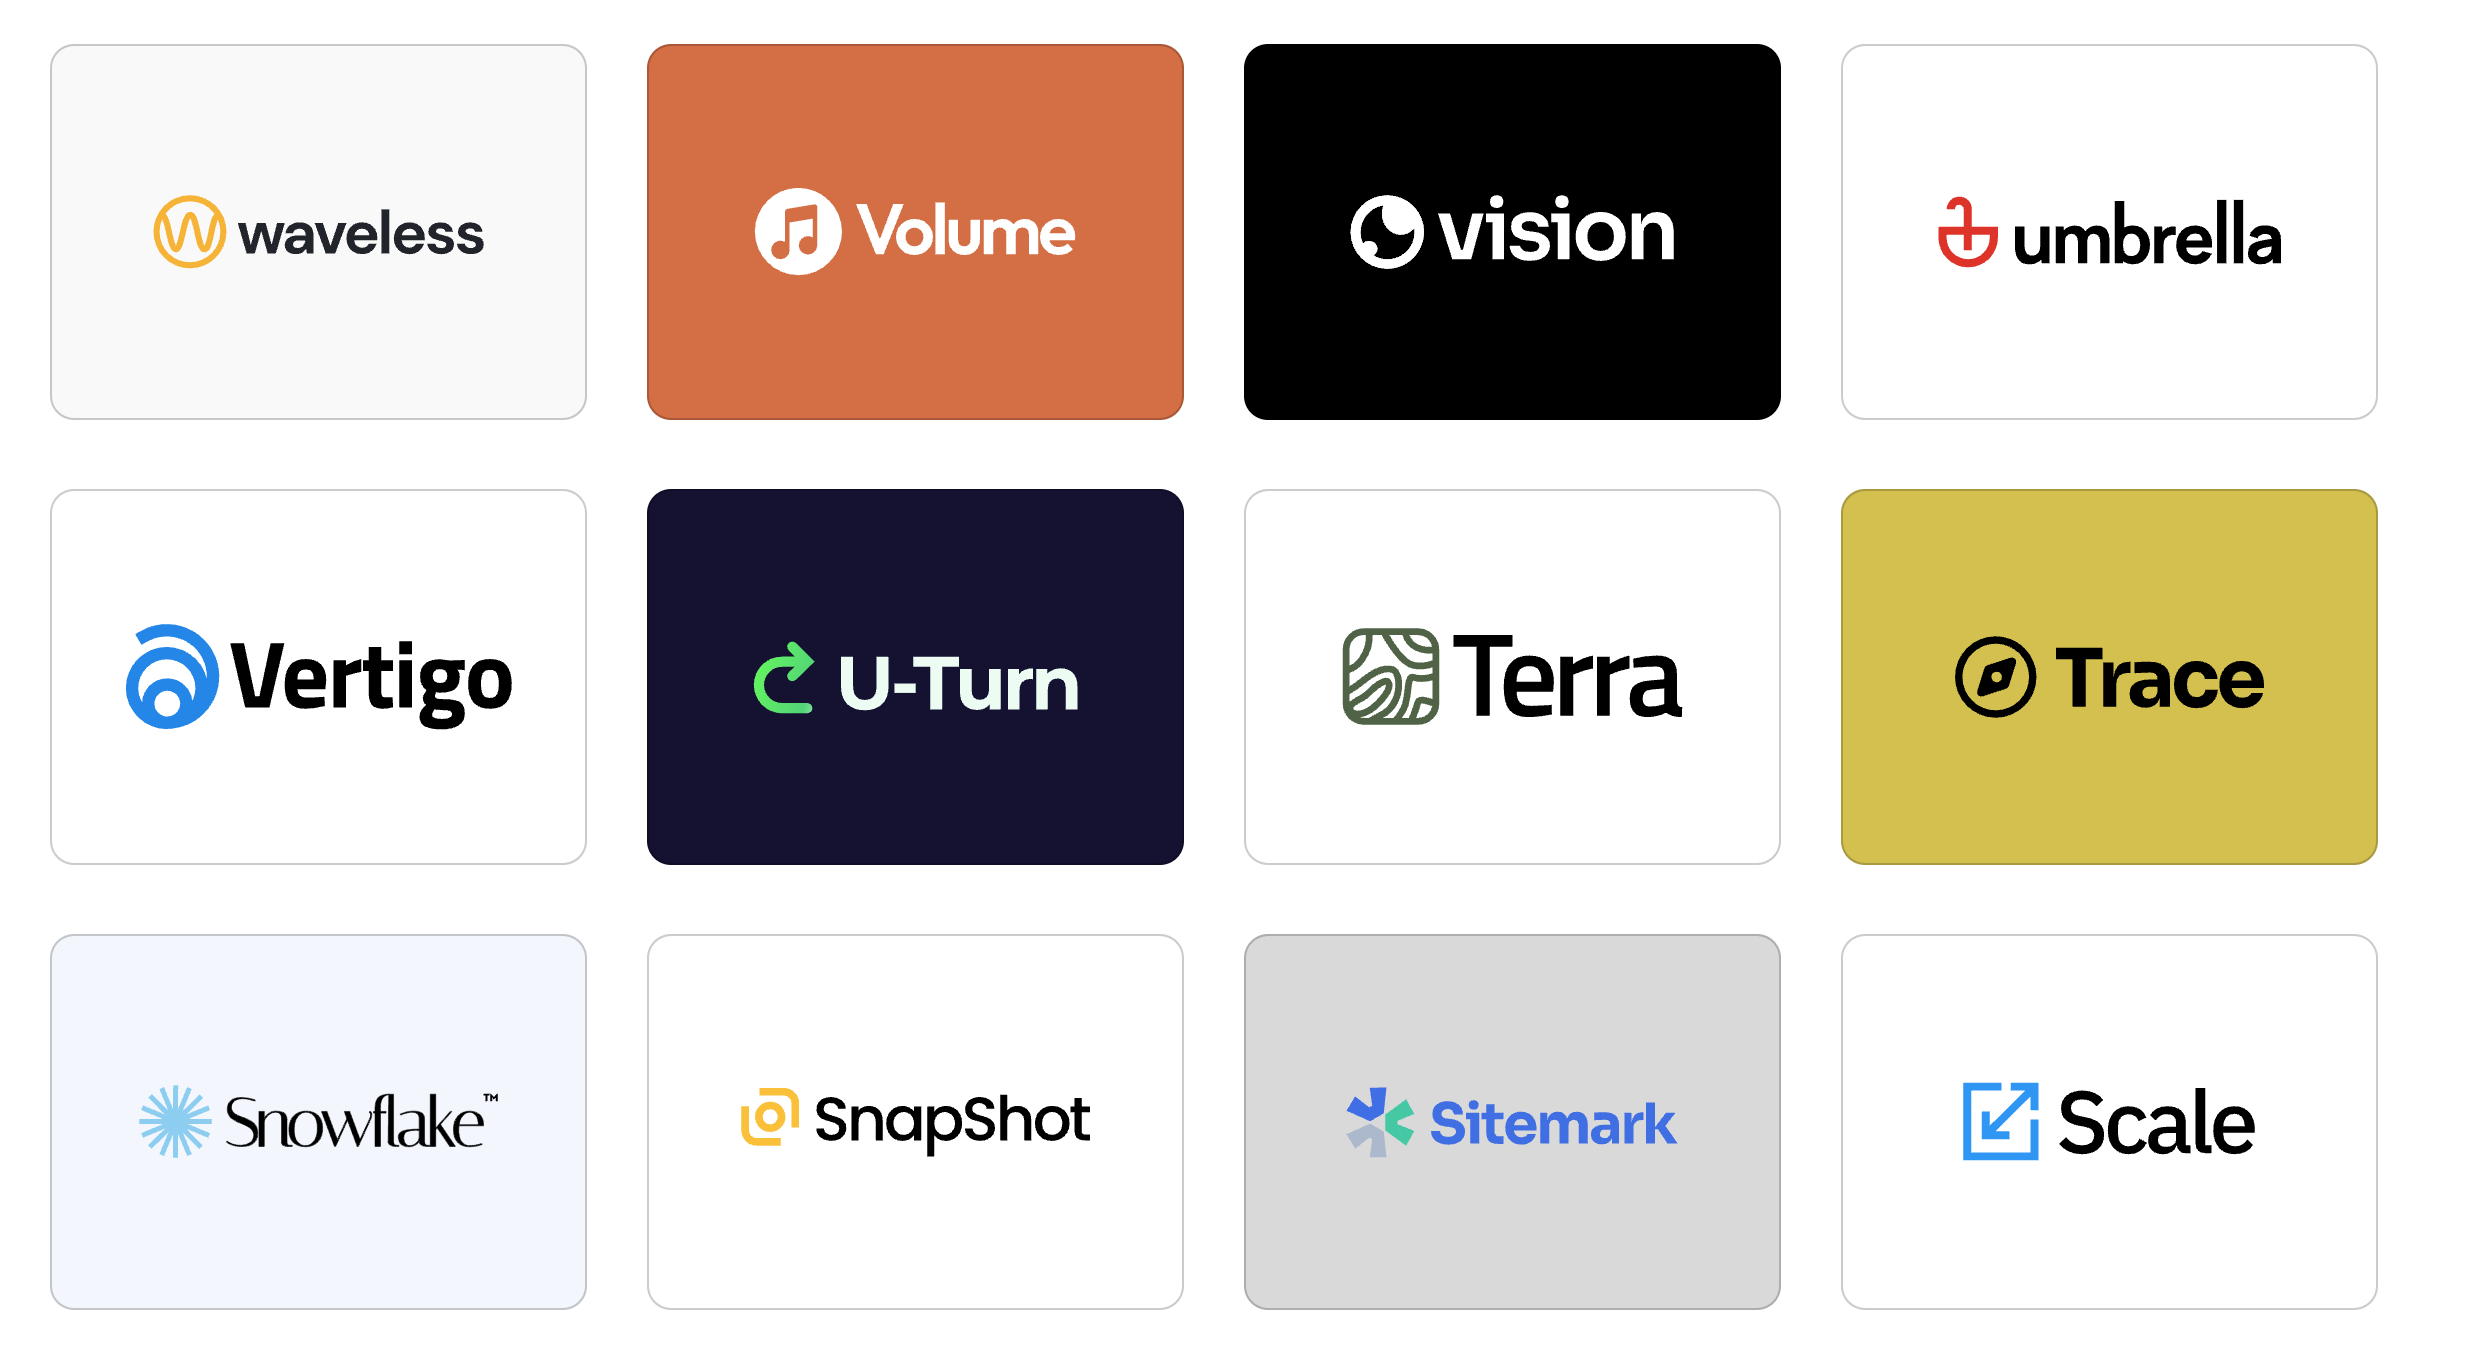 waveless
Volume
vision
umbrella
Vertigo
U-Turn
Terra
Trace
Snowflake™
SnapShot
Sitemark
Scale